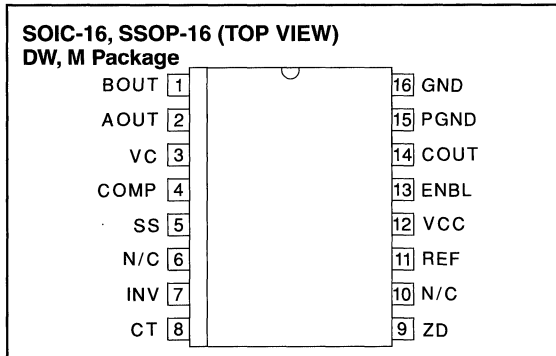 SOIC-16, SSOP-16 (TOP VIEW)
DW, M Package
BOUT 1 16 GND
AOUT 2 15 PGND
VC 3 14 COUT
COMP 4 13 ENBL
SS 5 12 VCC
N/C 6 11 REF
INV 7 10 N/C
CT 8 9 ZD